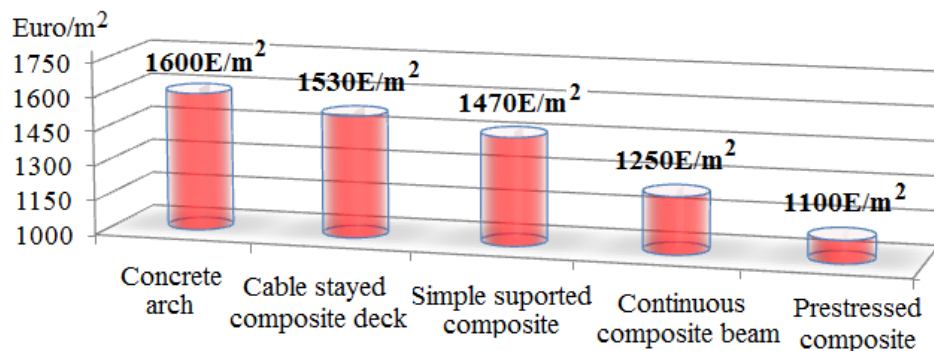 Euro/m²
1750
1600
1450
1300
1150
1000
1600E/m²
1530E/m²
1470E/m²
1250E/m²
1100E/m²
Concrete
arch
Cable stayed
composite deck
Simple suported
composite
Continuous
composite beam
Prestressed
composite